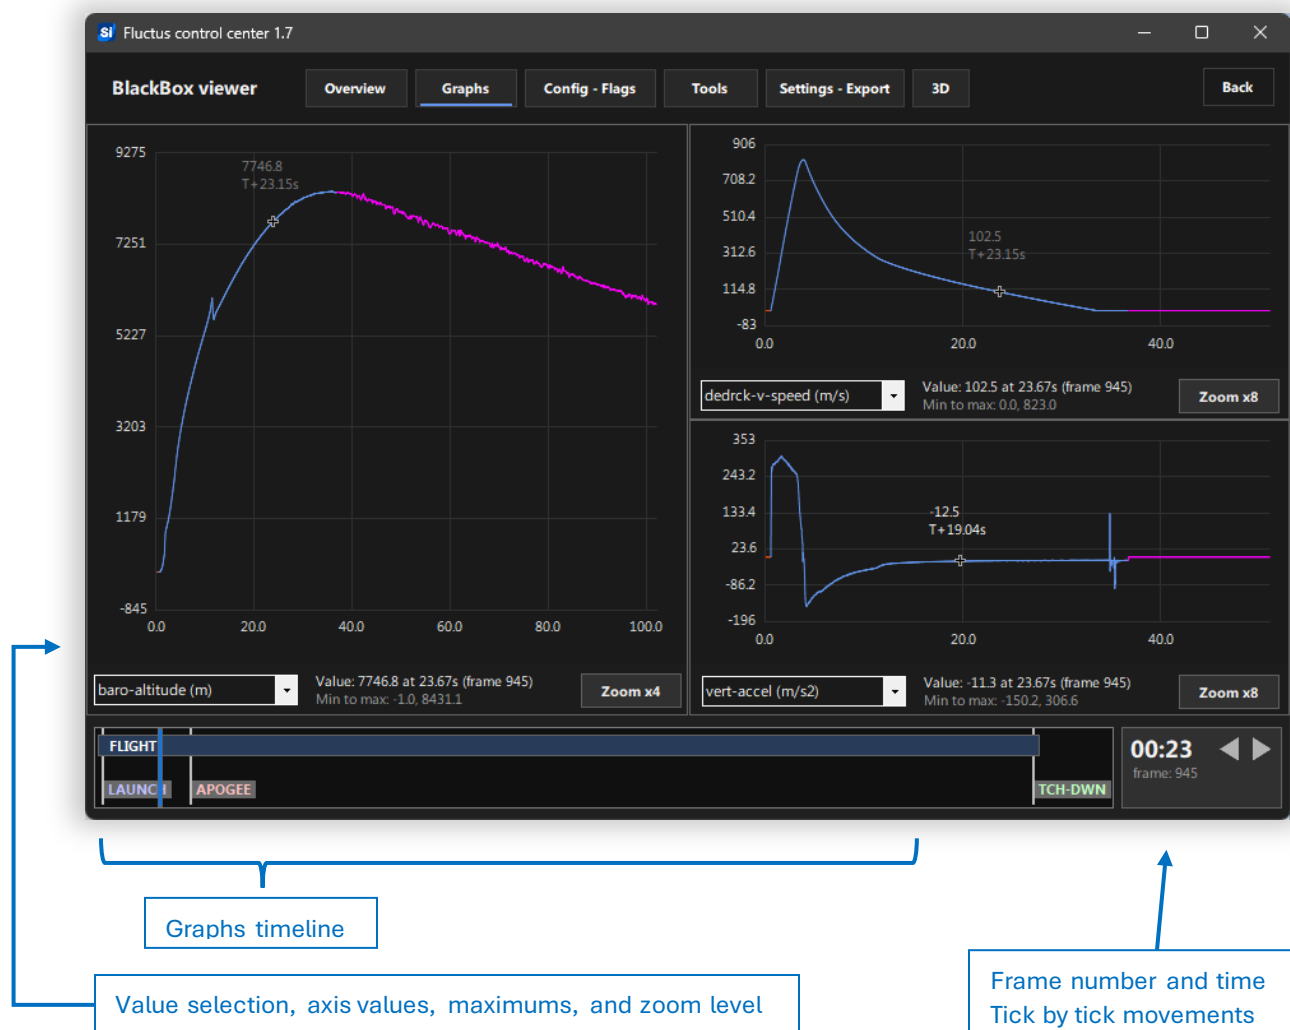 Si Fluctus control center 1.7
BlackBox viewer Overview Graphs Config - Flags Tools Settings - Export 3D Back
9275
7746.8
T+23.15s
7251
5227
3203
1179
-845
0.0 20.0 40.0 60.0 80.0 100.0
baro-altitude (m)
Value: 7746.8 at 23.67s (frame 945)
Min to max: -1.0, 8431.1
Zoom x4
906
708.2
510.4
312.6
114.8
-83
102.5
T+23.15s
0.0 20.0 40.0
dedrck-v-speed (m/s)
Value: 102.5 at 23.67s (frame 945)
Min to max: 0.0, 823.0
Zoom x8
353
243.2
133.4
23.6
-86.2
-196
-12.5
T+19.04s
0.0 20.0 40.0
vert-accel (m/s2)
Value: -11.3 at 23.67s (frame 945)
Min to max: -150.2, 306.6
Zoom x8
FLIGHT
LAUNCH APOGEE TCH-DWN
00:23
frame: 945
Graphs timeline
Value selection, axis values, maximums, and zoom level
Frame number and time
Tick by tick movements